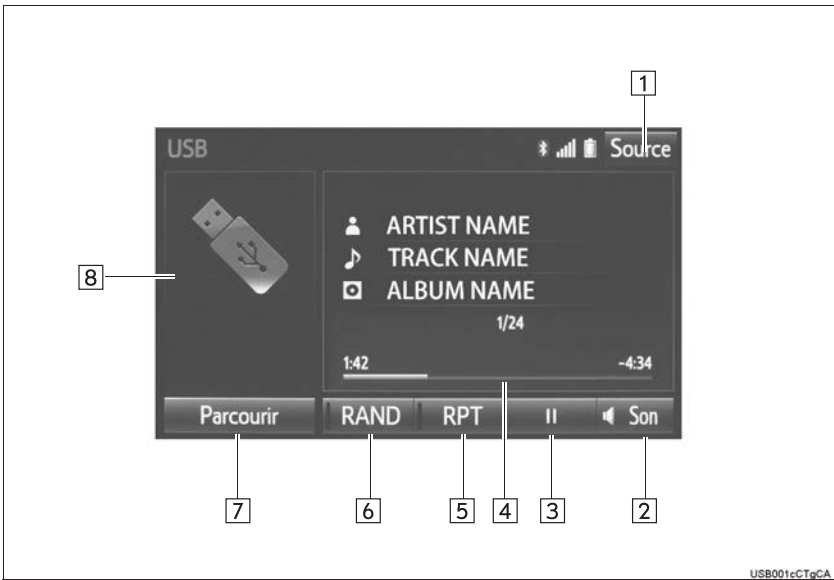 1
USB
Source
8
ARTIST NAME
TRACK NAME
ALBUM NAME
1/24
1:42
-4:34
Parcourir
RAND
RPT
Son
7
6
5
4
3
2
USB001cCTgCA